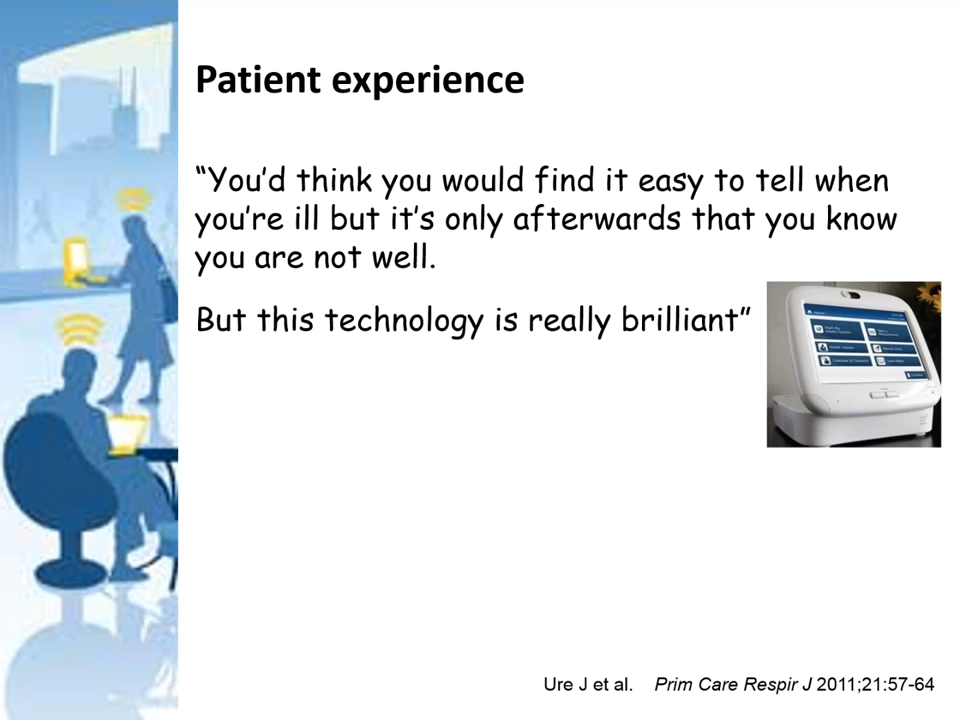 Patient experience
“You’d think you would find it easy to tell when
you’re ill but it’s only afterwards that you know
you are not well.
But this technology is really brilliant”
Ure J et al. Prim Care Respir J 2011;21:57-64